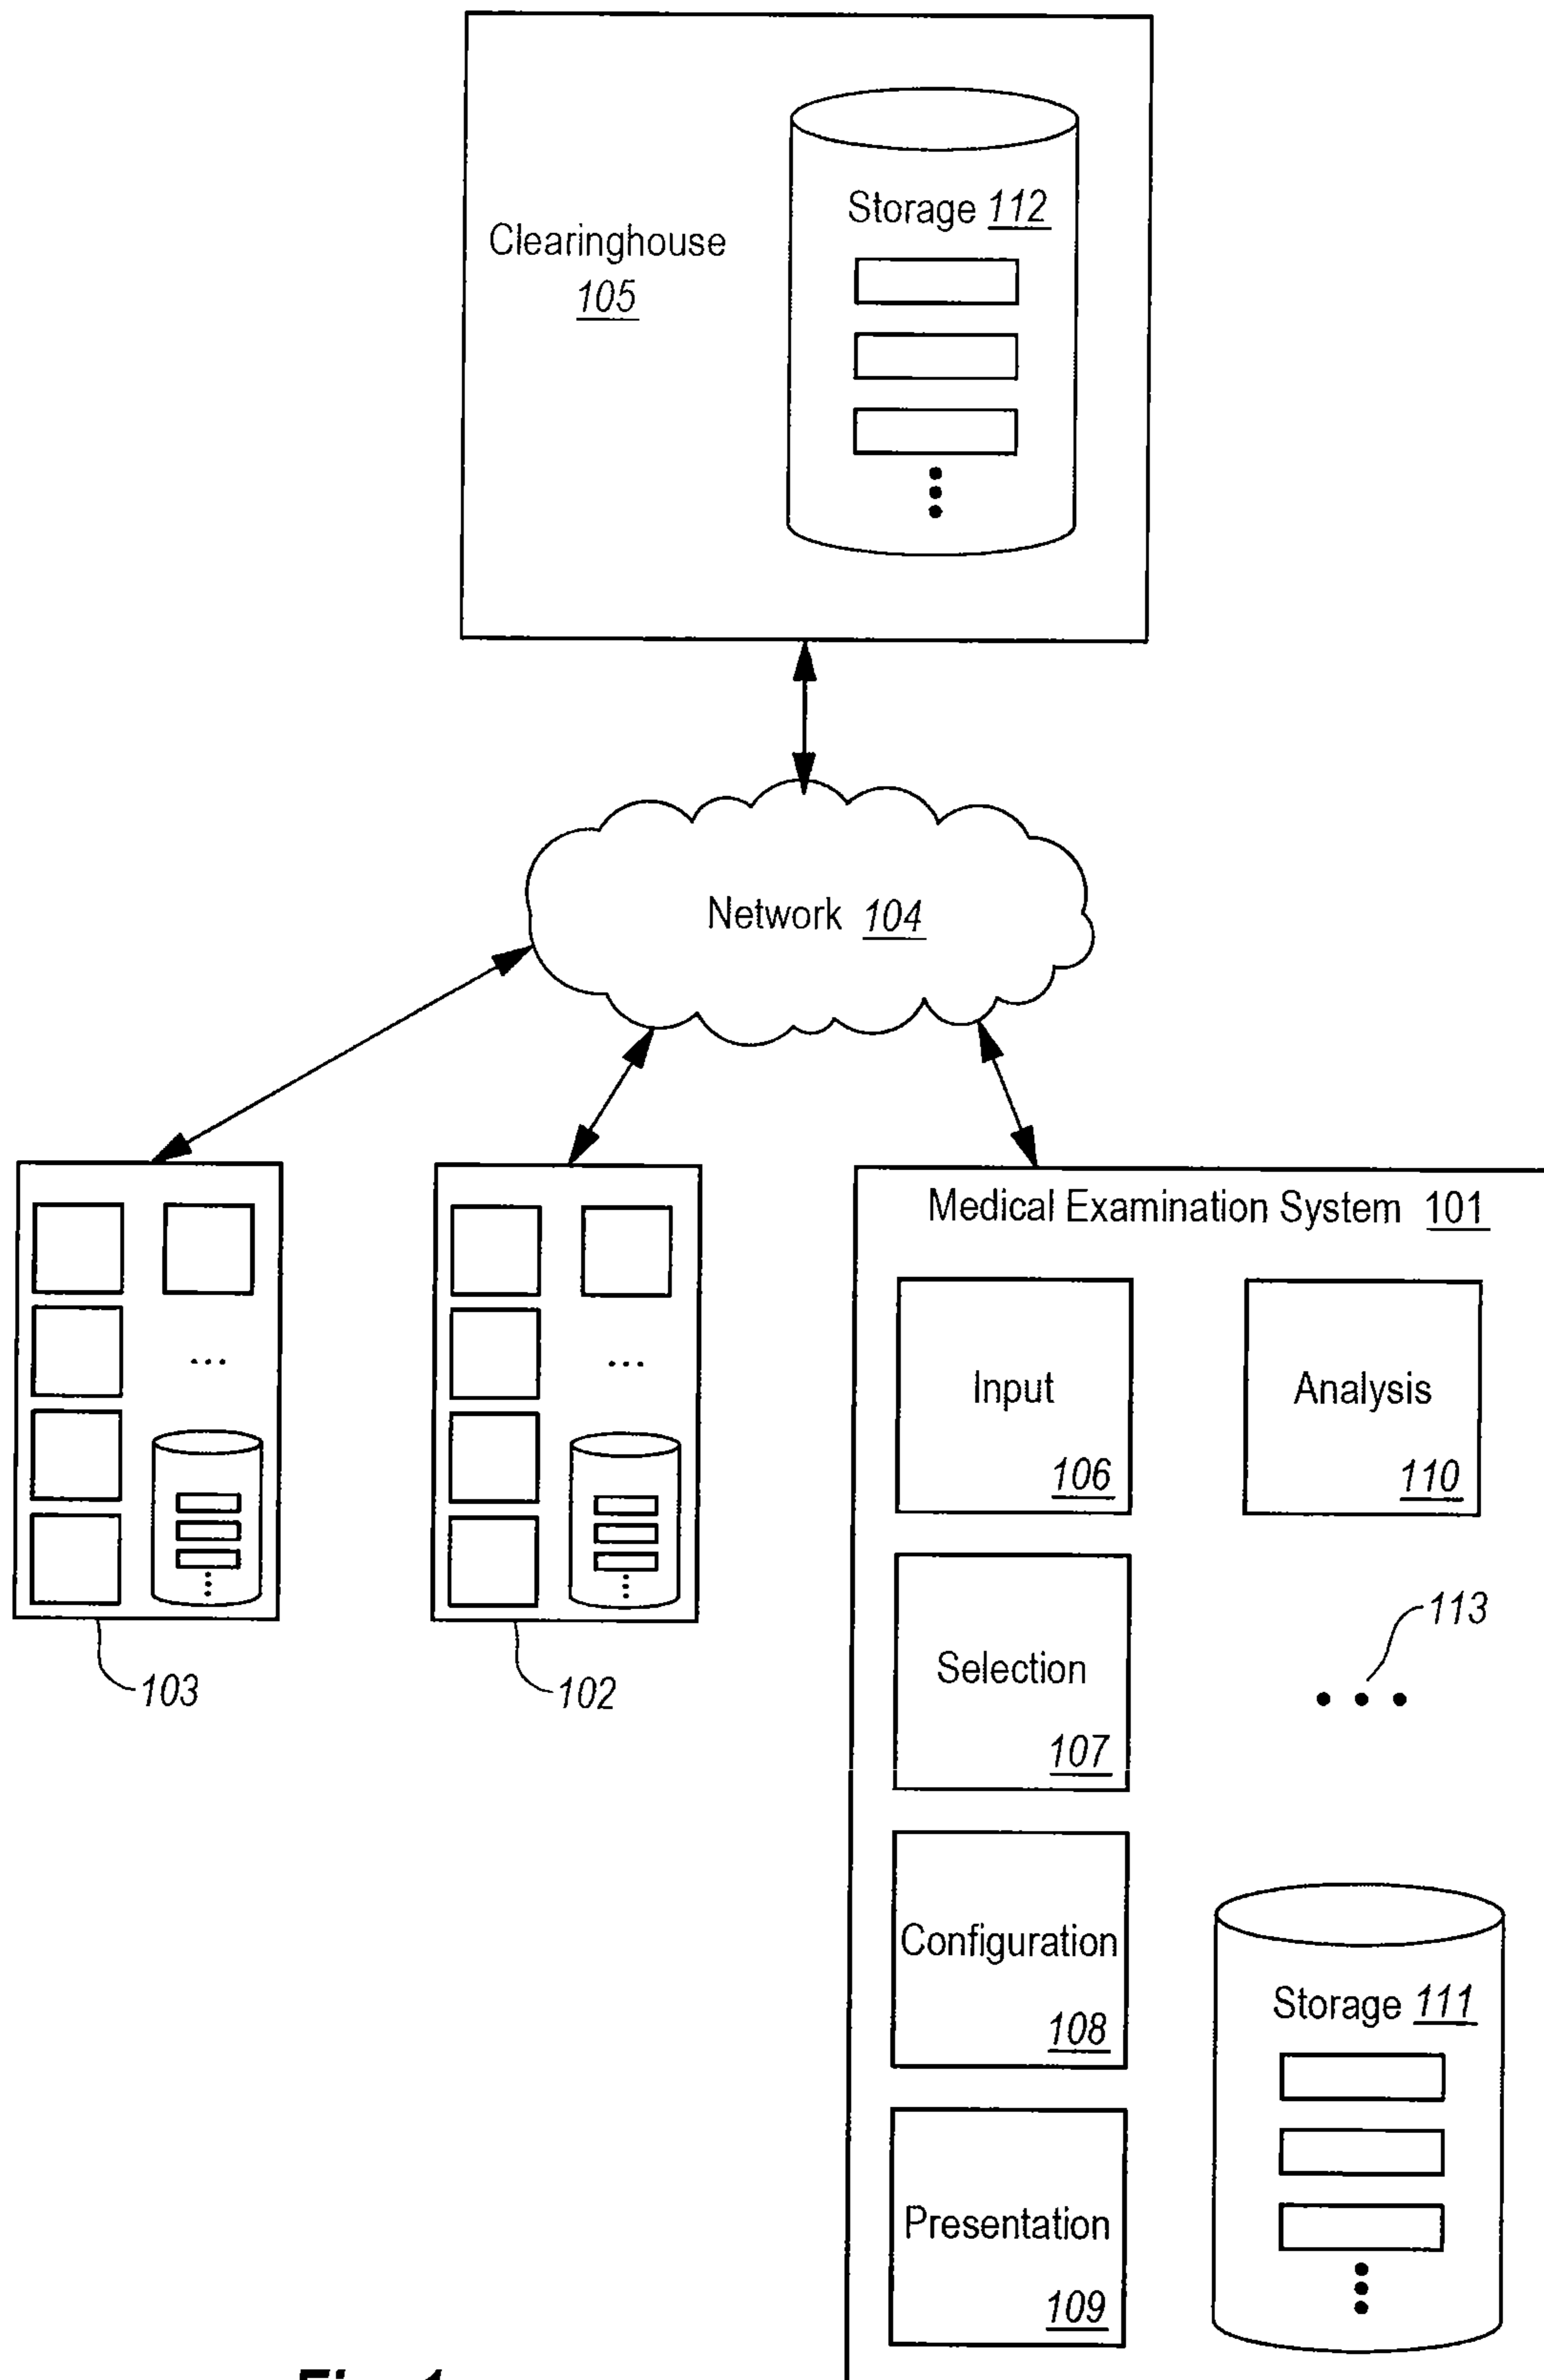 Clearinghouse
105
Storage 112
Network 104
103
102
Medical Examination System 101
Input
106
Analysis
110
Selection
107
113
Configuration
108
Storage 111
Presentation
109